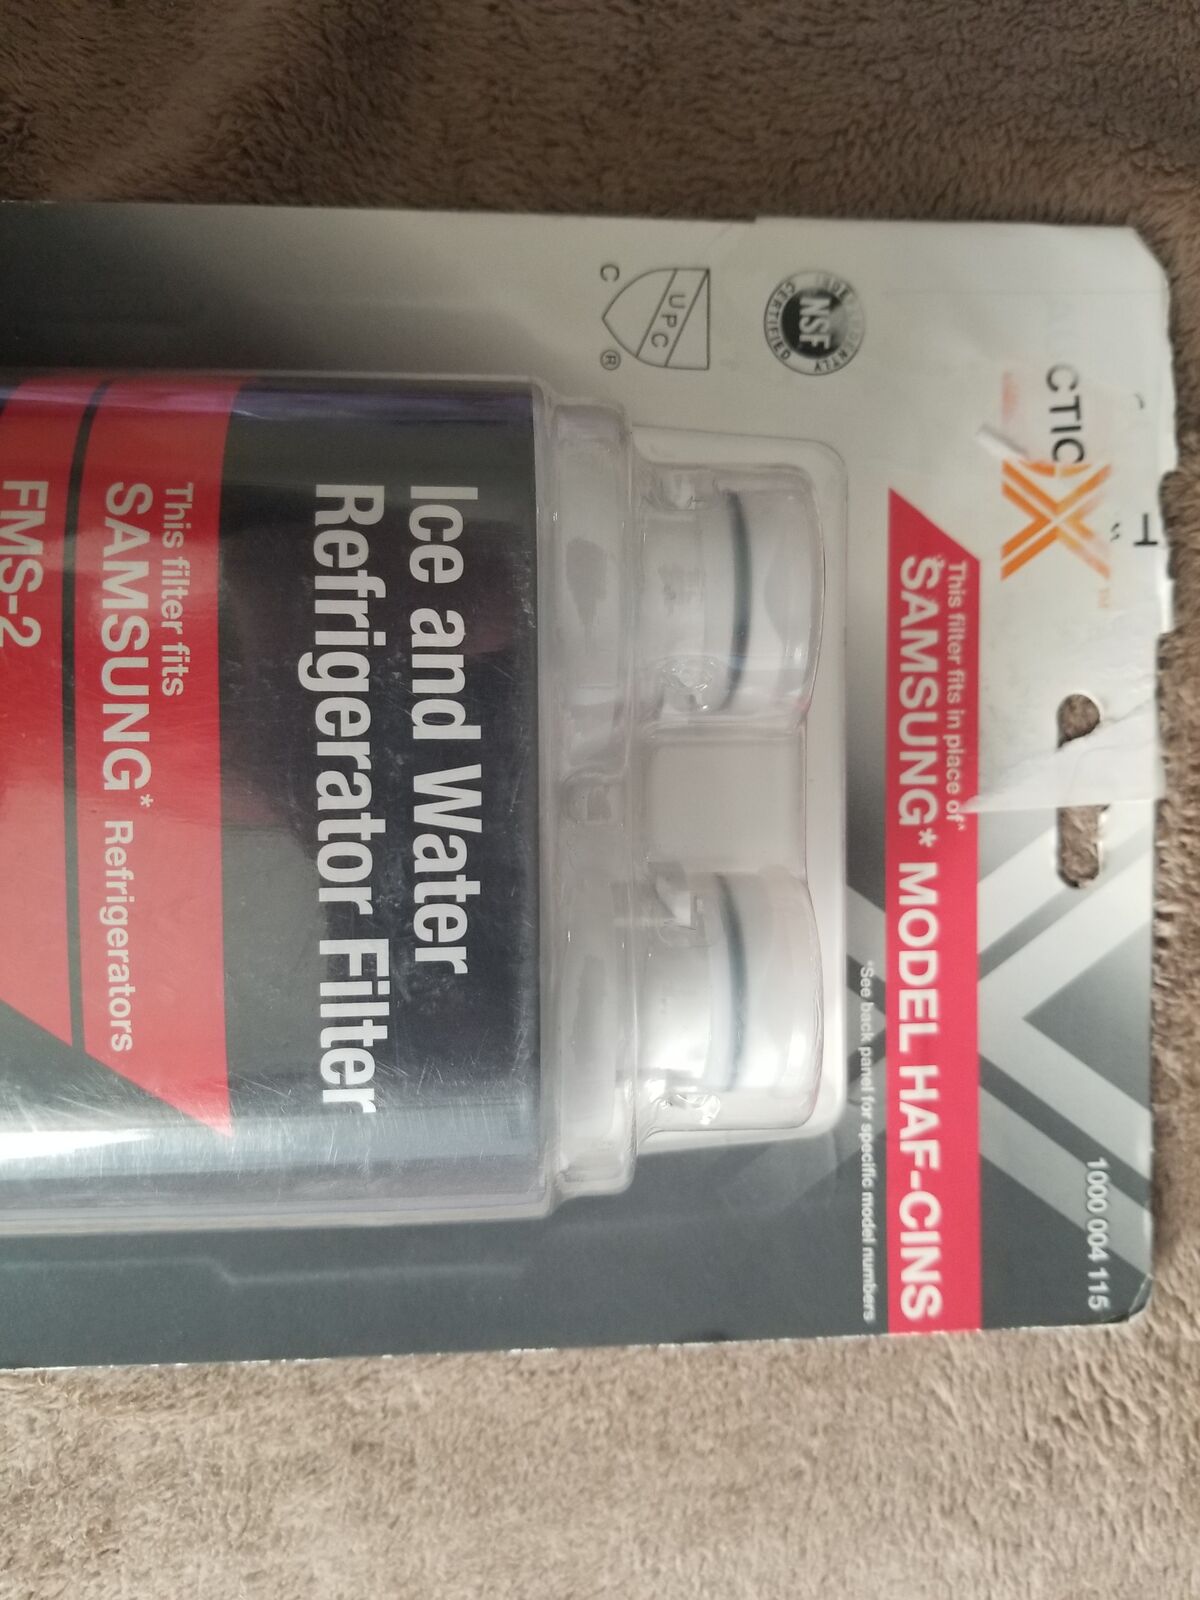 CTIC X™
1000 004 115
This filter fits in place of^
SAMSUNG* MODEL HAF-CINS
^See back panel for specific model numbers
NSF
CERTIFIED
UPC
C ®
Ice and Water
Refrigerator Filter
This filter fits
SAMSUNG* Refrigerators
FMS-2